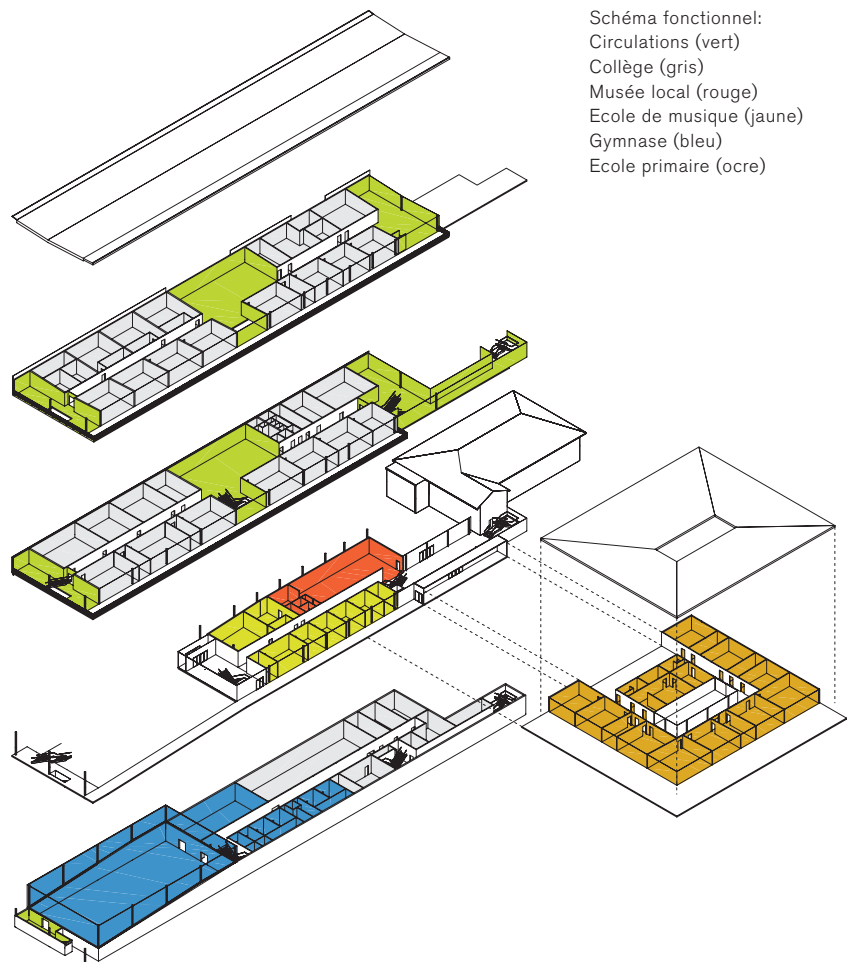 Schéma fonctionnel:
Circulations (vert)
Collège (gris)
Musée local (rouge)
Ecole de musique (jaune)
Gymnase (bleu)
Ecole primaire (ocre)